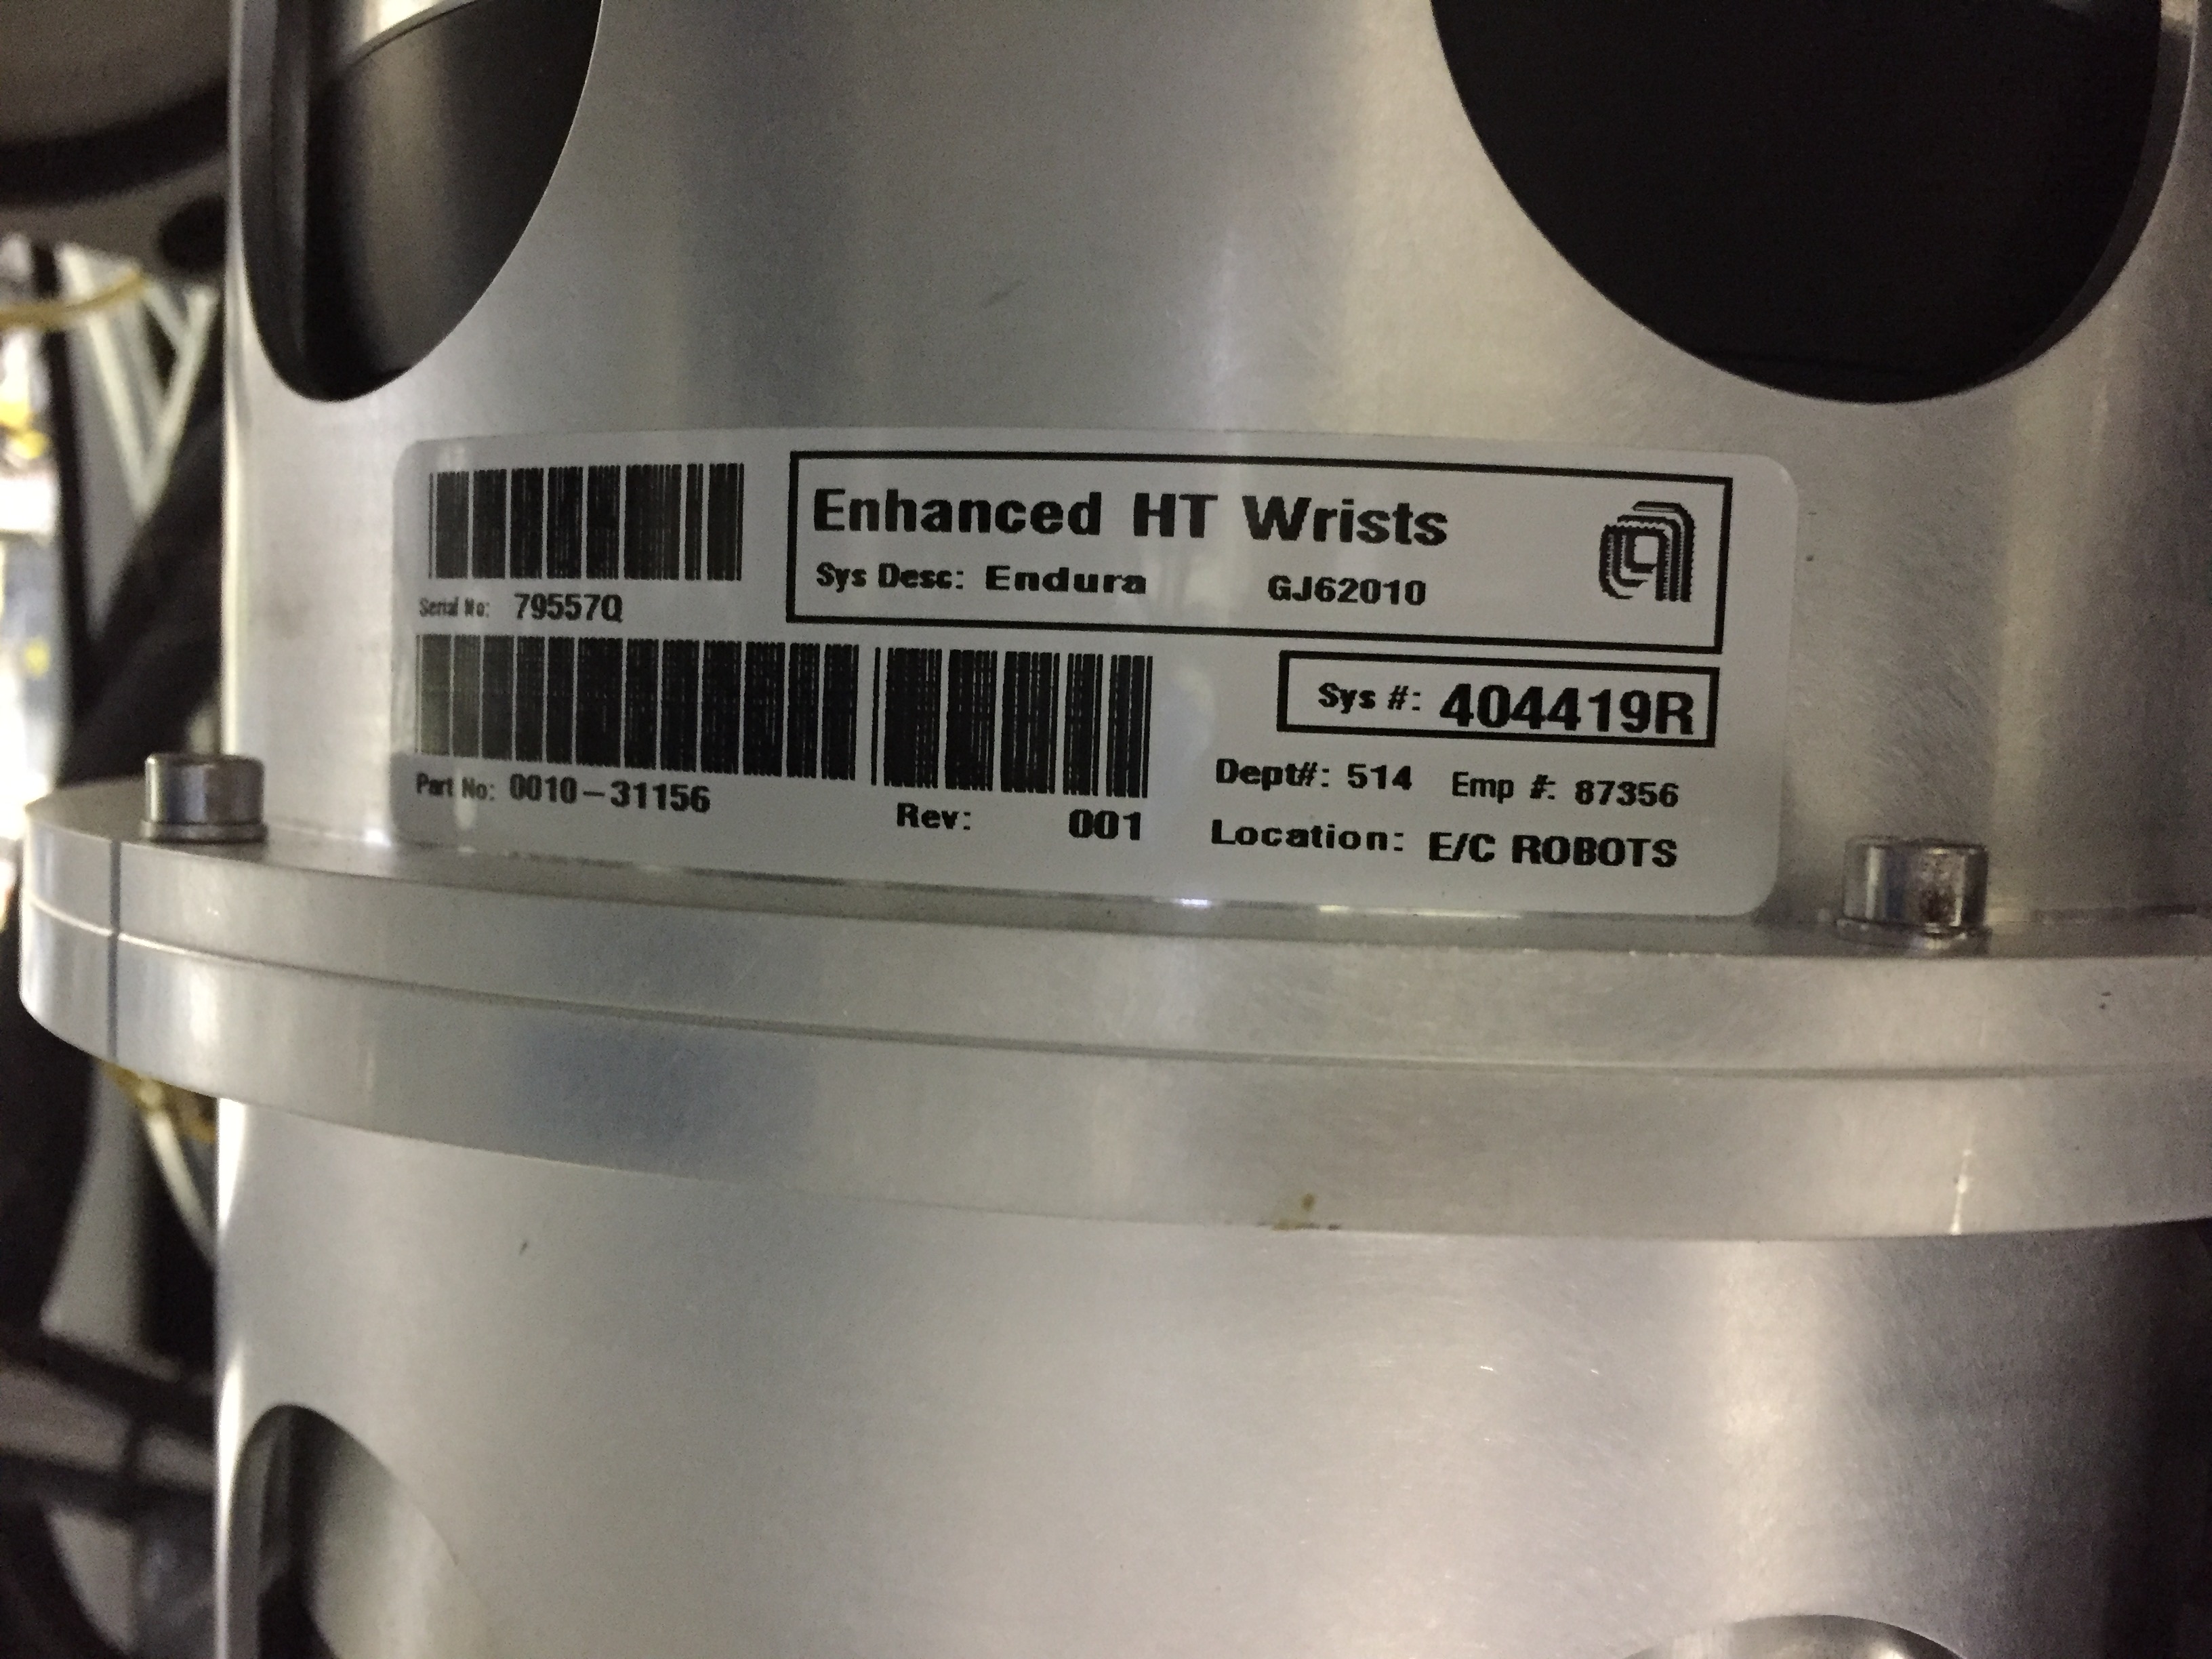 Enhanced HT Wrists
Sys Desc: Endura GJ62010
Serial No: 79557Q
Sys #: 404419R
Part No: 0010-31156
Rev: 001
Dept#: 514 Emp #: 87356
Location: E/C ROBOTS